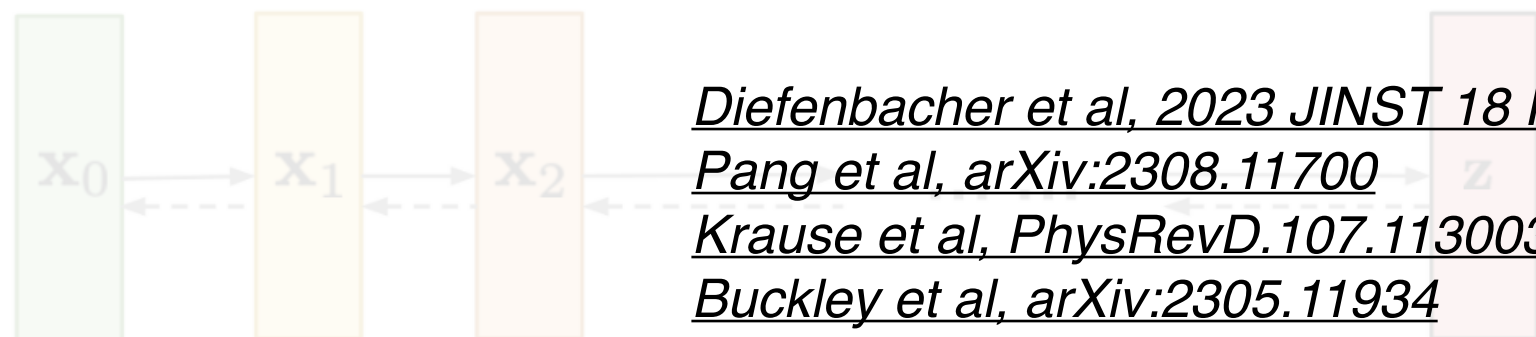 Diefenbacher et al, 2023 JINST 18
Pang et al, arXiv:2308.11700
Krause et al, PhysRevD.107.113003
Buckley et al, arXiv:2305.11934
x0
x1
x2
z